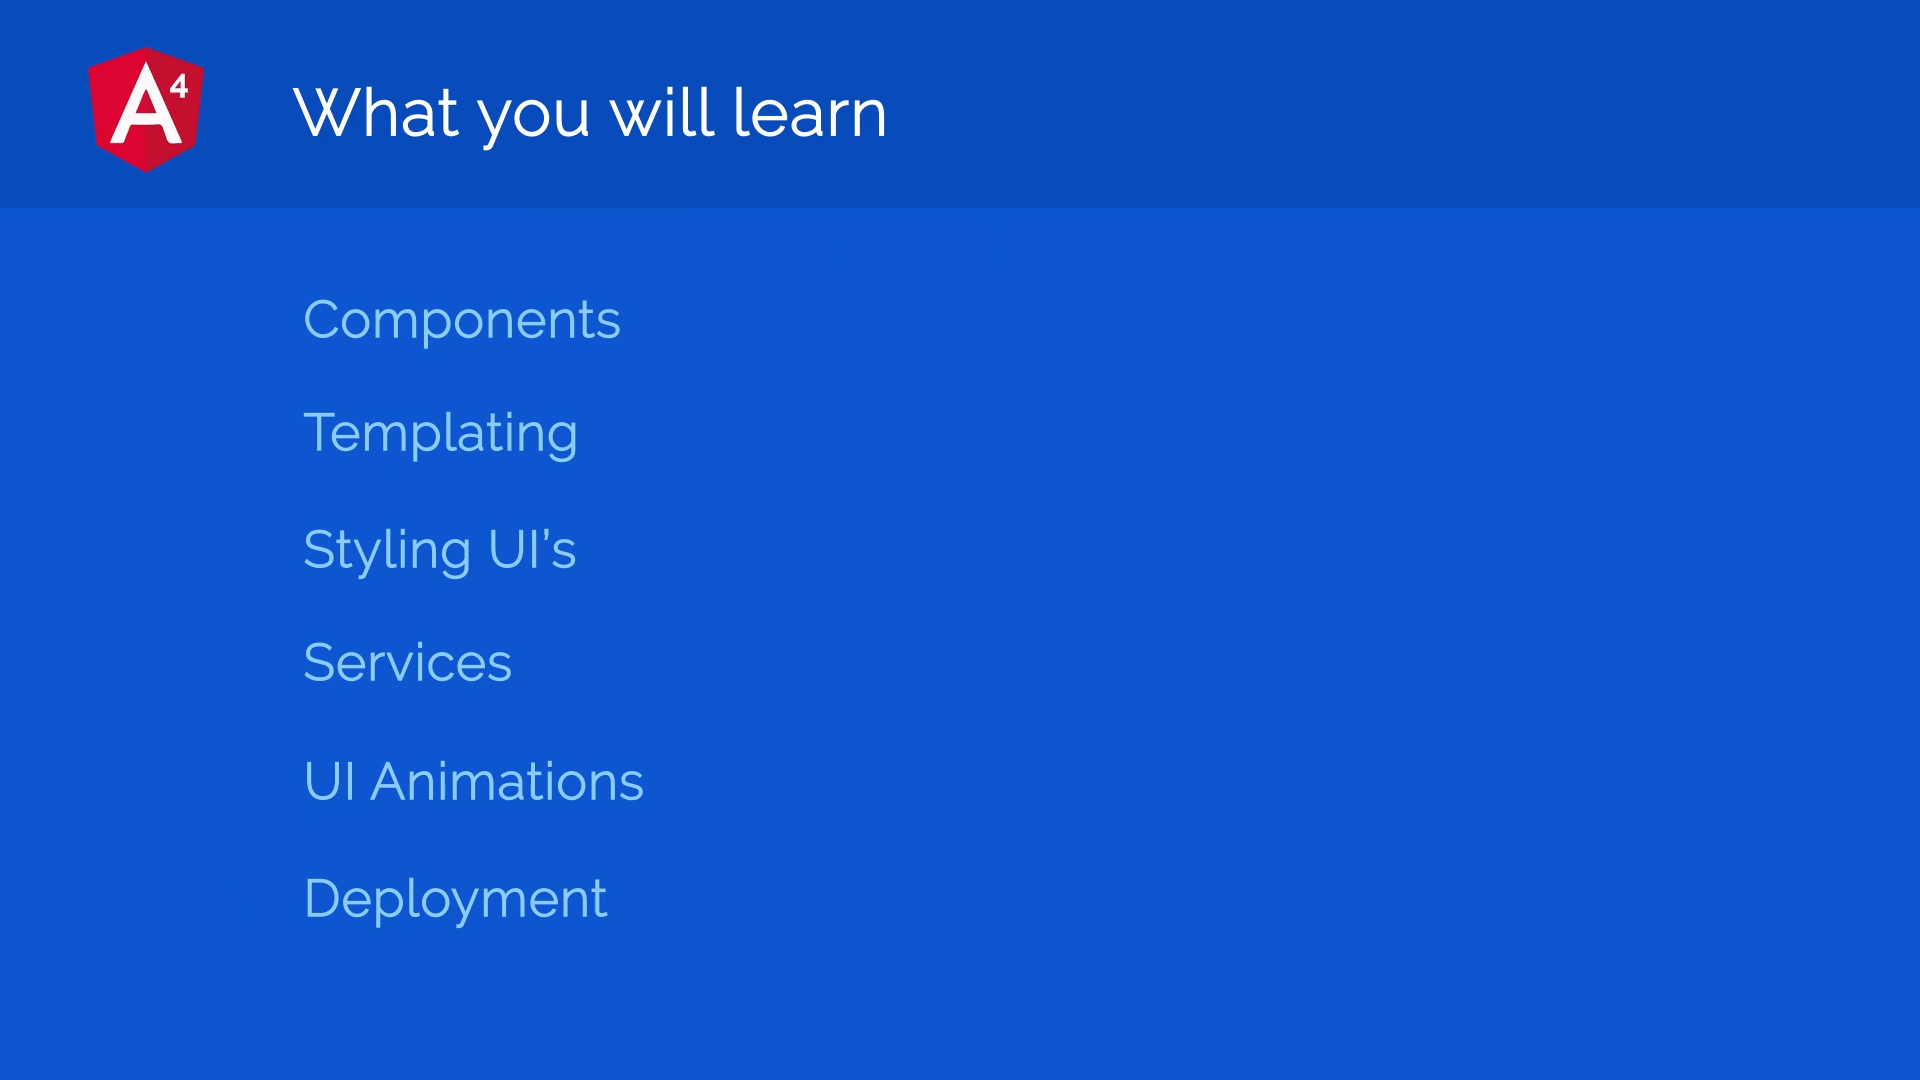 A4
What you will learn
Components
Templating
Styling UI’s
Services
UI Animations
Deployment